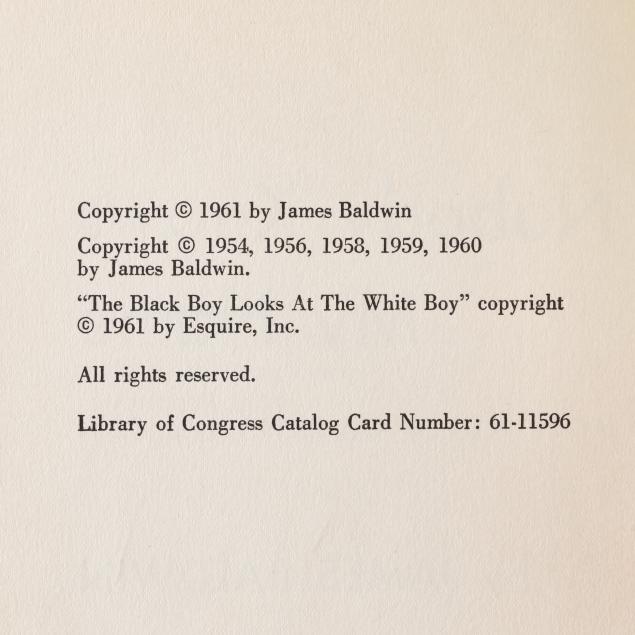 Copyright © 1961 by James Baldwin
Copyright © 1954, 1956, 1958, 1959, 1960
by James Baldwin.
“The Black Boy Looks At The White Boy” copyright
© 1961 by Esquire, Inc.
All rights reserved.
Library of Congress Catalog Card Number: 61-11596